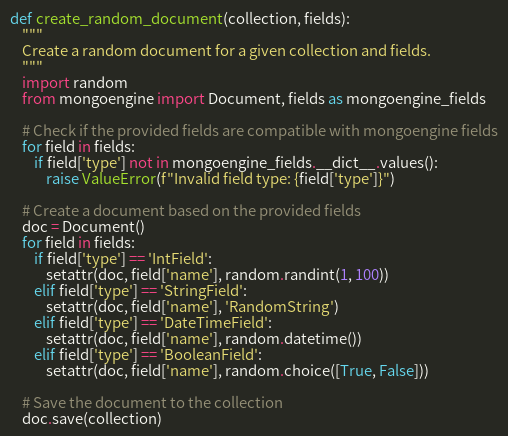 def create_random_document(collection, fields):
    """
    Create a random document for a given collection and fields.
    """
    import random
    from mongoengine import Document, fields as mongoengine_fields

    # Check if the provided fields are compatible with mongoengine fields
    for field in fields:
        if field['type'] not in mongoengine_fields.__dict__.values():
            raise ValueError(f"Invalid field type: {field['type']}")

    # Create a document based on the provided fields
    doc = Document()
    for field in fields:
        if field['type'] == 'IntField':
            setattr(doc, field['name'], random.randint(1, 100))
        elif field['type'] == 'StringField':
            setattr(doc, field['name'], 'RandomString')
        elif field['type'] == 'DateTimeField':
            setattr(doc, field['name'], random.datetime())
        elif field['type'] == 'BooleanField':
            setattr(doc, field['name'], random.choice([True, False]))

    # Save the document to the collection
    doc.save(collection)